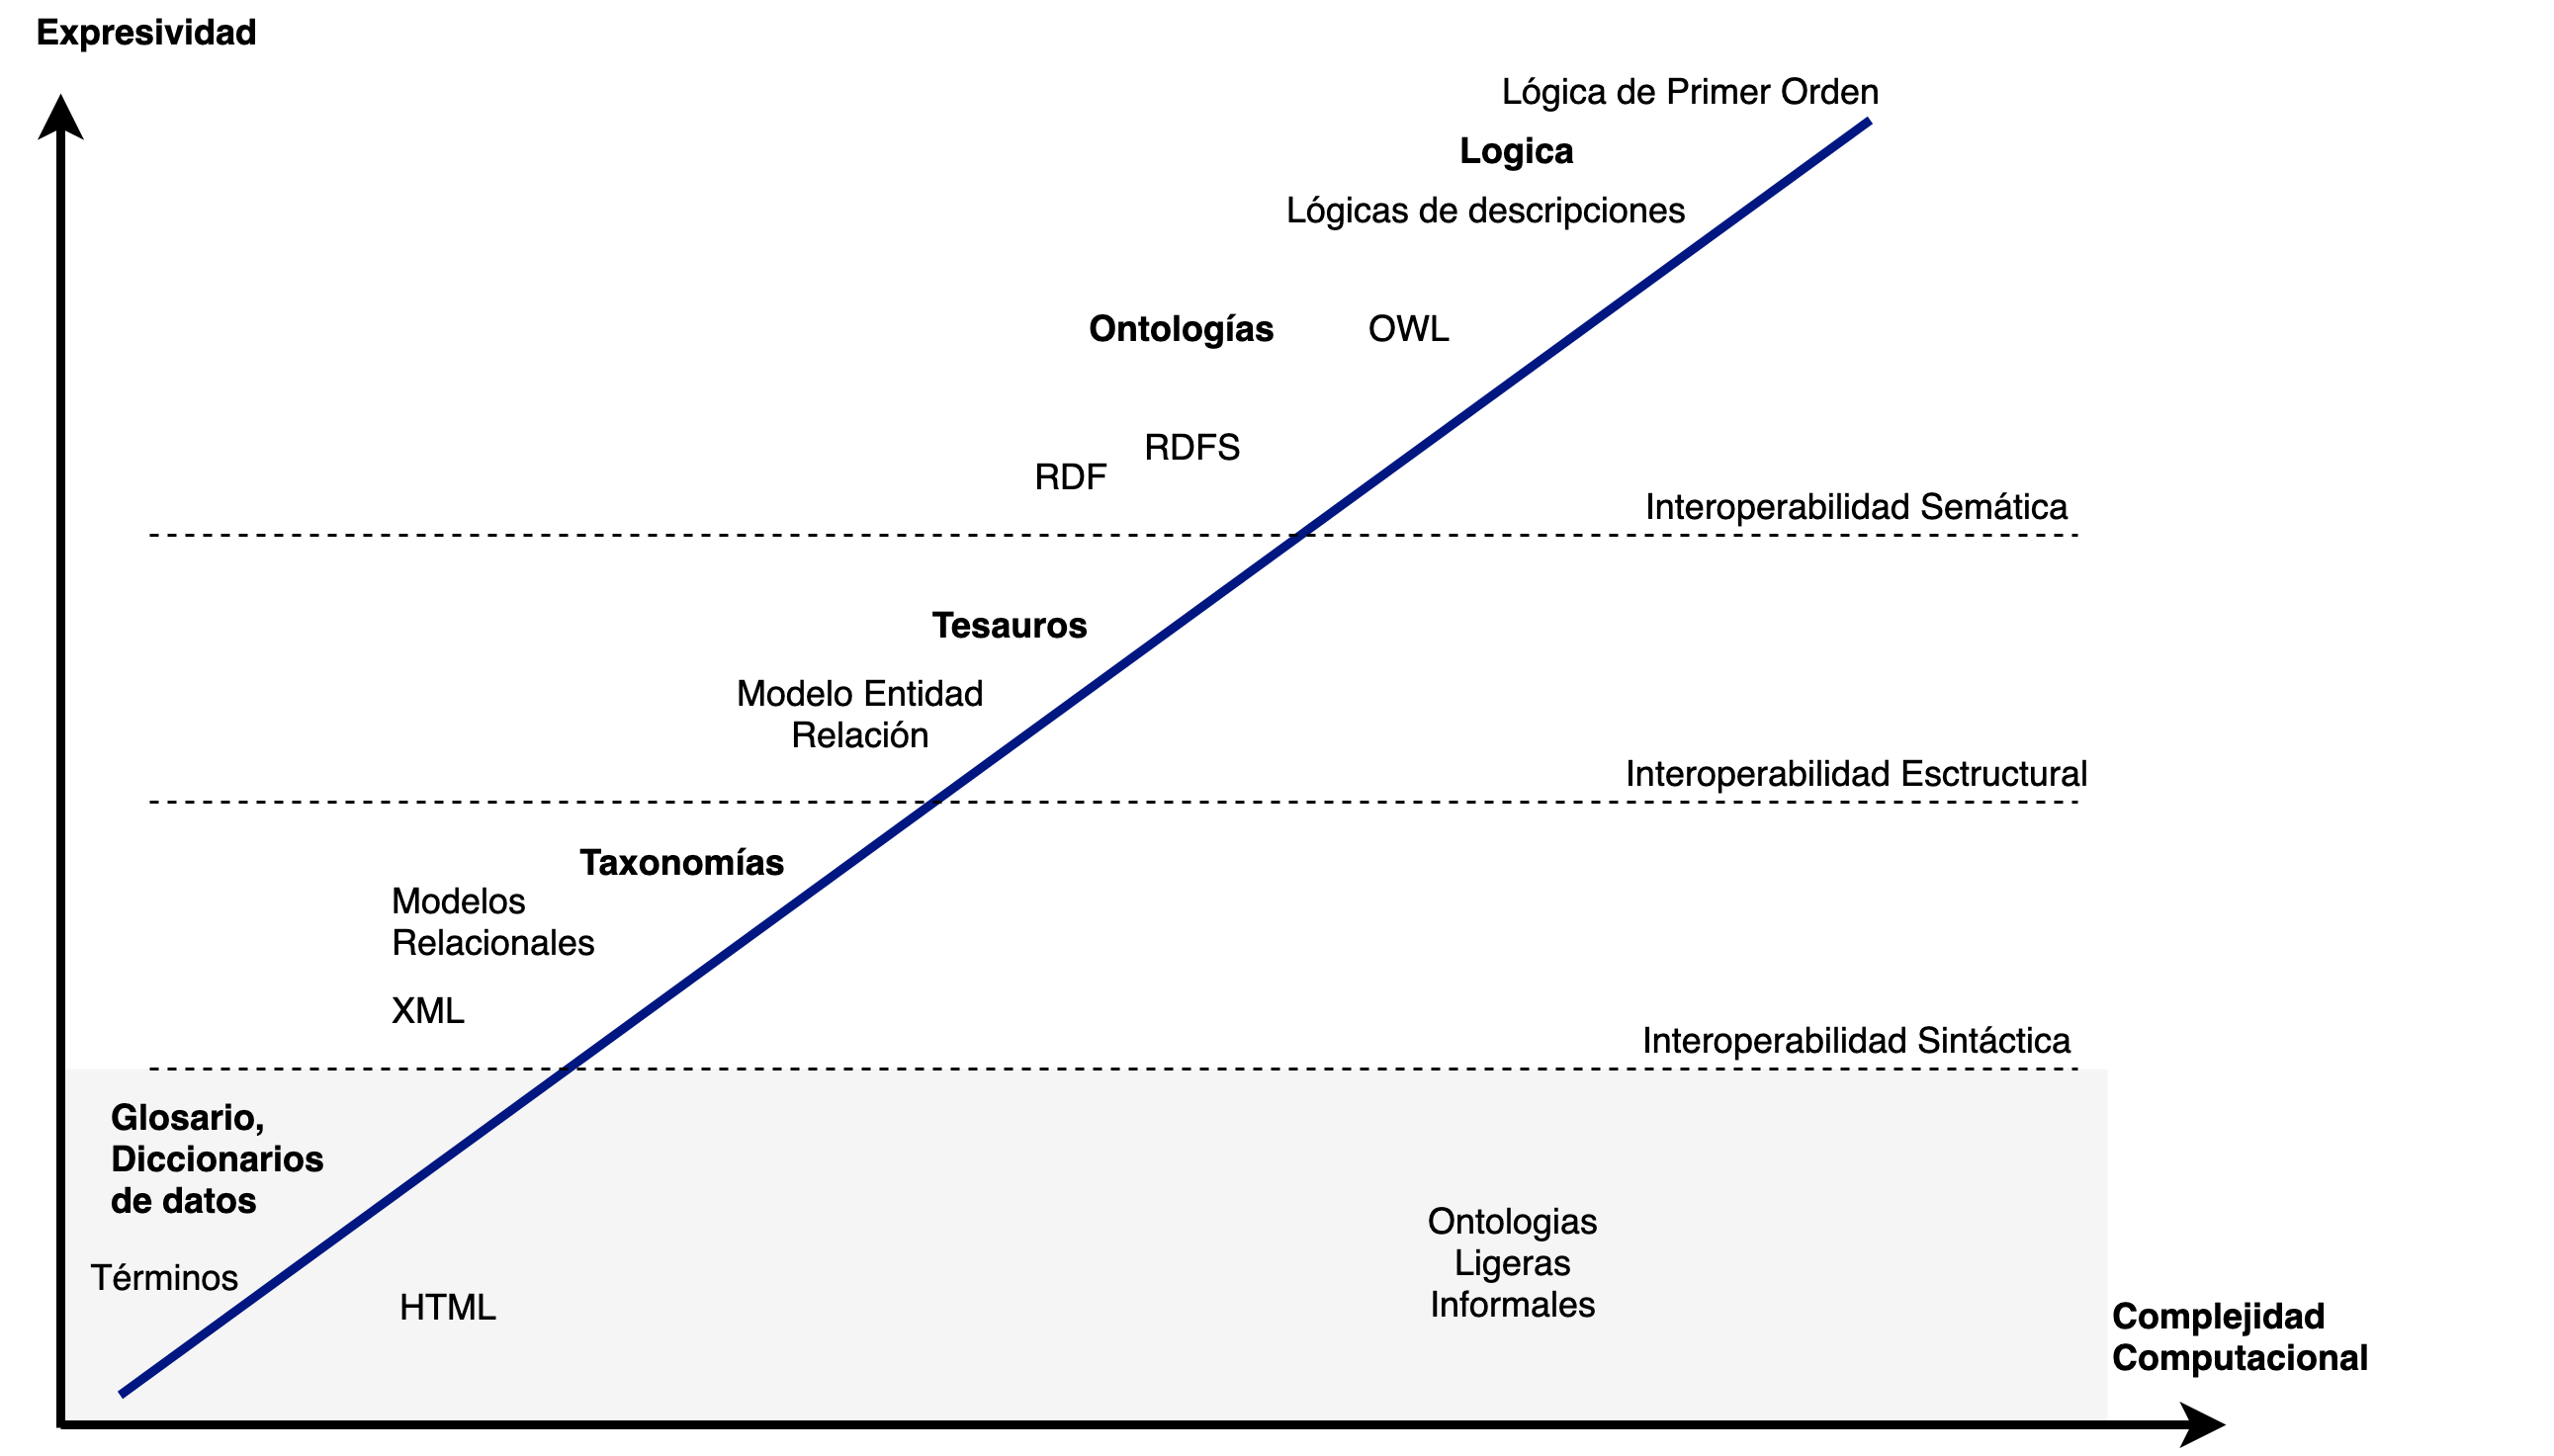 Expresividad
Lógica de Primer Orden
Logica
Lógicas de descripciones
Ontologías
OWL
RDFS
RDF
Interoperabilidad Semática
Tesauros
Modelo Entidad
Relación
Interoperabilidad Esctructural
Taxonomías
Modelos
Relacionales
XML
Interoperabilidad Sintáctica
Glosario,
Diccionarios
de datos
Términos
HTML
Ontologias
Ligeras
Informales
Complejidad
Computacional